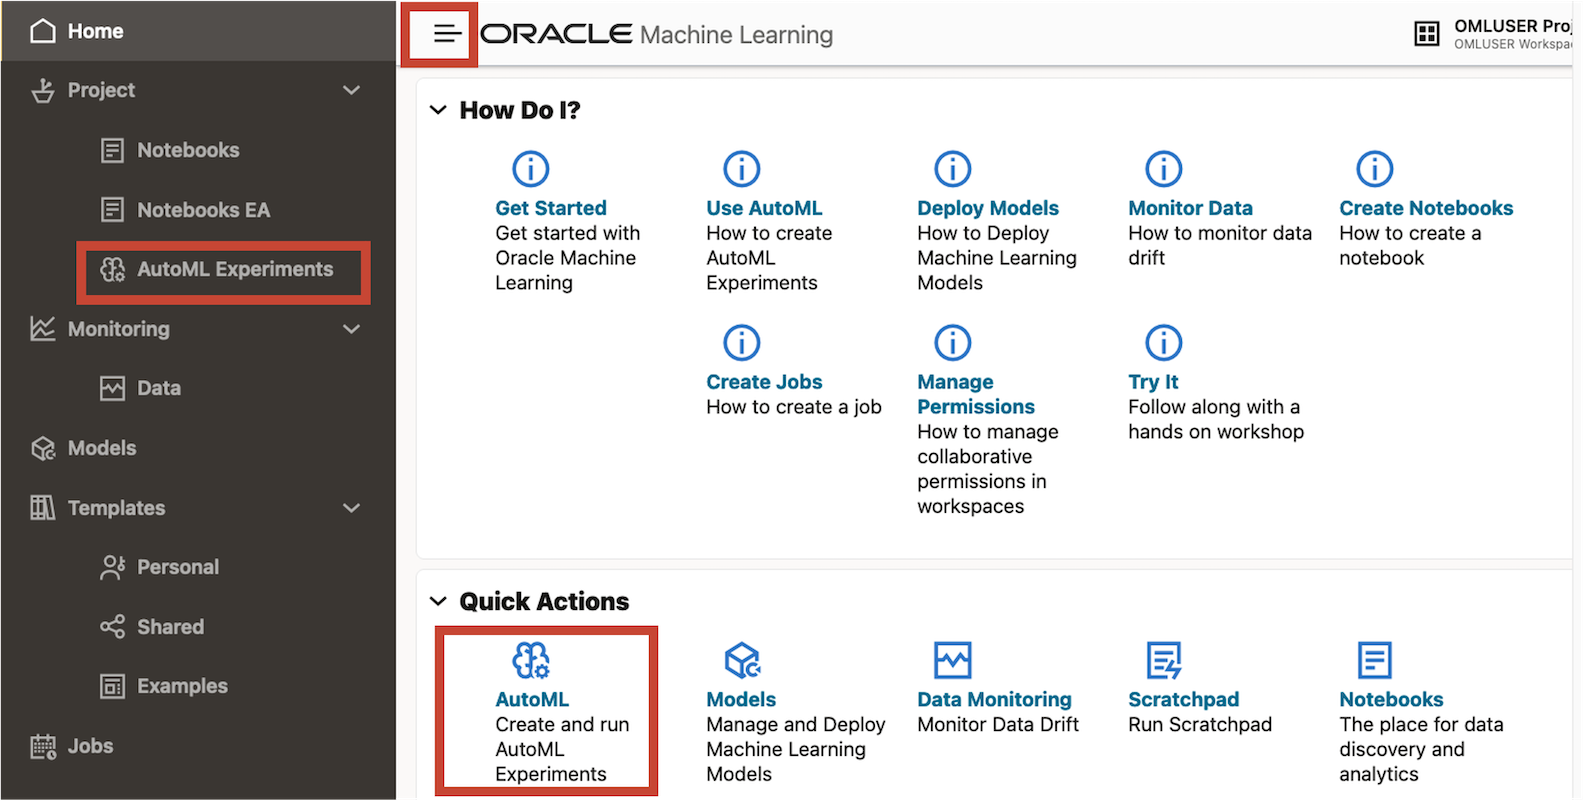 Home
Project
Notebooks
Notebooks EA
AutoML Experiments
Monitoring
Data
Models
Templates
Personal
Shared
Examples
Jobs
ORACLE Machine Learning
OMLUSER
OMLUSER
How Do I?
Get Started
Get started with
Oracle Machine
Learning
Use AutoML
How to create
AutoML
Experiments
Deploy Models
How to Deploy
Machine Learning
Models
Monitor Data
How to monitor data
drift
Create Notebooks
How to create a
notebook
Create Jobs
How to create a job
Manage
Permissions
How to manage
collaborative
permissions in
workspaces
Try It
Follow along with a
hands on workshop
Quick Actions
AutoML
Create and run
AutoML
Experiments
Models
Manage and Deploy
Machine Learning
Models
Data Monitoring
Monitor Data Drift
Scratchpad
Run Scratchpad
Notebooks
The place for data
discovery and
analytics